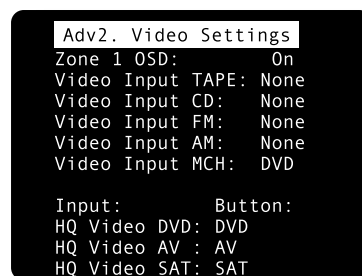 Adv2. Video Settings
Zone 1 OSD: On
Video Input TAPE: None
Video Input CD: None
Video Input FM: None
Video Input AM: None
Video Input MCH: DVD
Input: Button:
HQ Video DVD: DVD
HQ Video AV : AV
HQ Video SAT: SAT